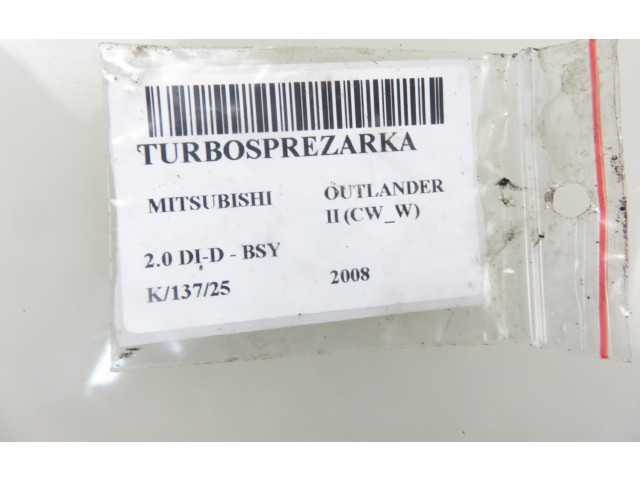 TURBOSPREZARKA
MITSUBISHI OUTLANDER
II (CW_W)
2.0 DI-D - BSY
K/137/25 2008